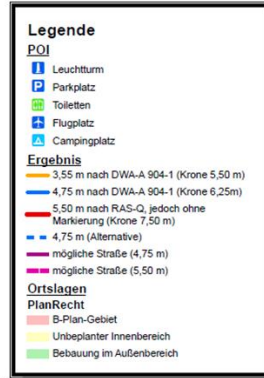 Legende
POI
Leuchtturm
Parkplatz
Toiletten
Flugplatz
Campingplatz
Ergebnis
3,55 m nach DWA-A 904-1 (Krone 5,50 m)
4,75 m nach DWA-A 904-1 (Krone 6,25m)
5,50 m nach RAS-Q, jedoch ohne
Markierung (Krone 7,50 m)
4,75 m (Alternative)
mögliche Straße (4,75 m)
mögliche Straße (5,50 m)
Ortslagen
PlanRecht
B-Plan-Gebiet
Unbeplanter Innenbereich
Bebauung im Außenbereich